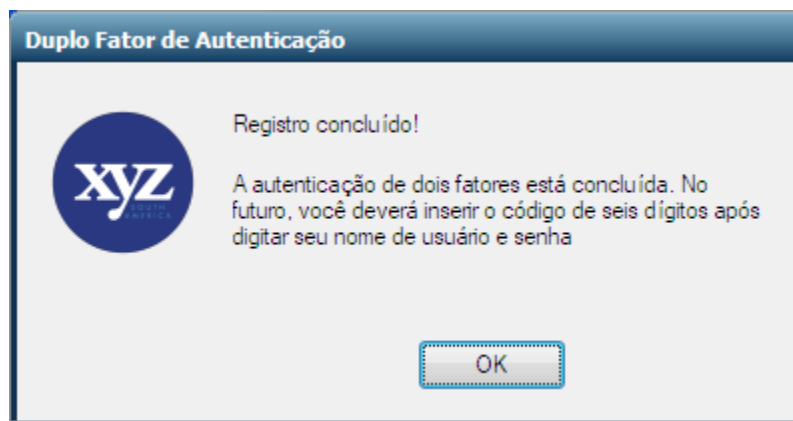 Duplo Fator de Autenticação
Registro concluído!
xyz
SOUTH
AMERICA
A autenticação de dois fatores está concluída. No
futuro, você deverá inserir o código de seis dígitos após
digitar seu nome de usuário e senha
OK